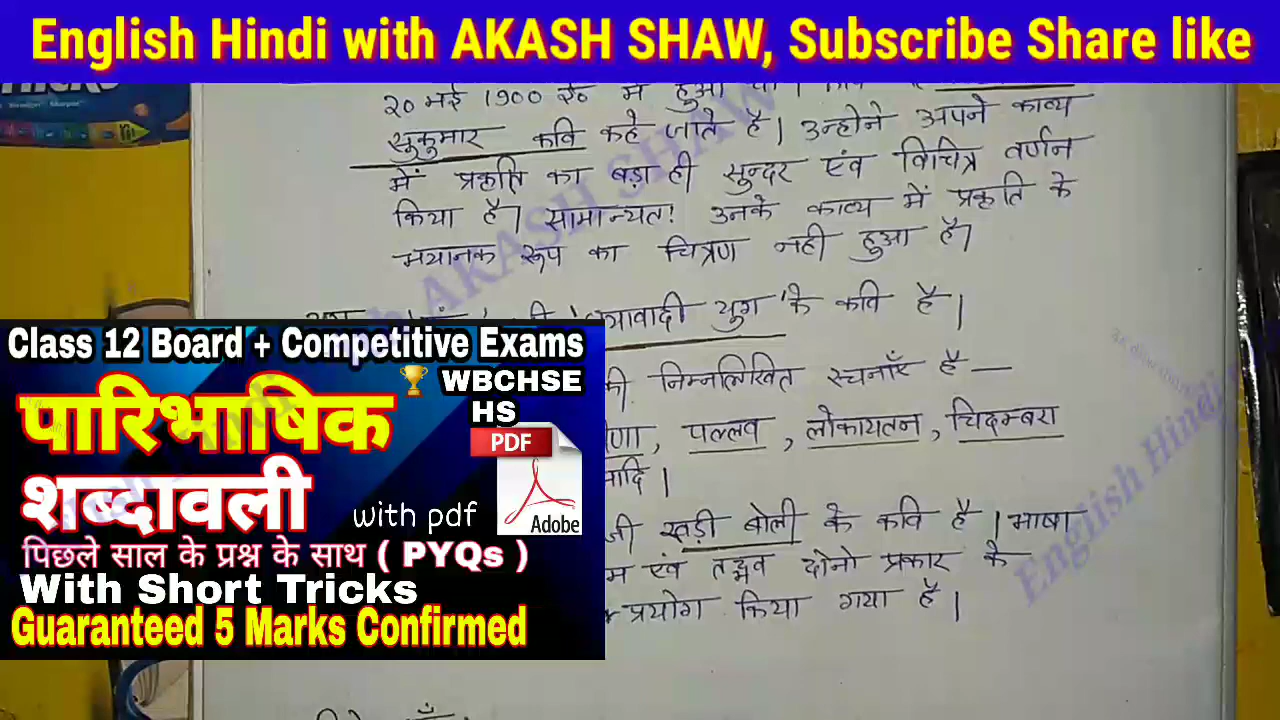 English Hindi with AKASH SHAW, Subscribe Share like
२० मई 1900 ई० में हुआ था।
सुकुमार कवि कहे जाते है। उन्होने अपने काव्य
में प्रकृति का बड़ा ही सुन्दर एंव विचित्र वर्णन
किया है। सामान्यतः उनके काव्य में प्रकृति के
भयानक रूप का चित्रण नही हुआ है।
युग' के कवि है।
की निम्नलिखित रचनाएँ है—
पल्लव, लोकायतन, चिदम्बरा
खड़ी बोली के कवि है। भाषा
एवं तद्भव दोनो प्रकार के
प्रयोग किया गया है।
Class 12 Board + Competitive Exams
🏆 WBCHSE
HS
पारिभाषिक
शब्दावली
PDF
Adobe
with pdf
पिछले साल के प्रश्न के साथ ( PYQs )
With Short Tricks
Guaranteed 5 Marks Confirmed
English Hindi